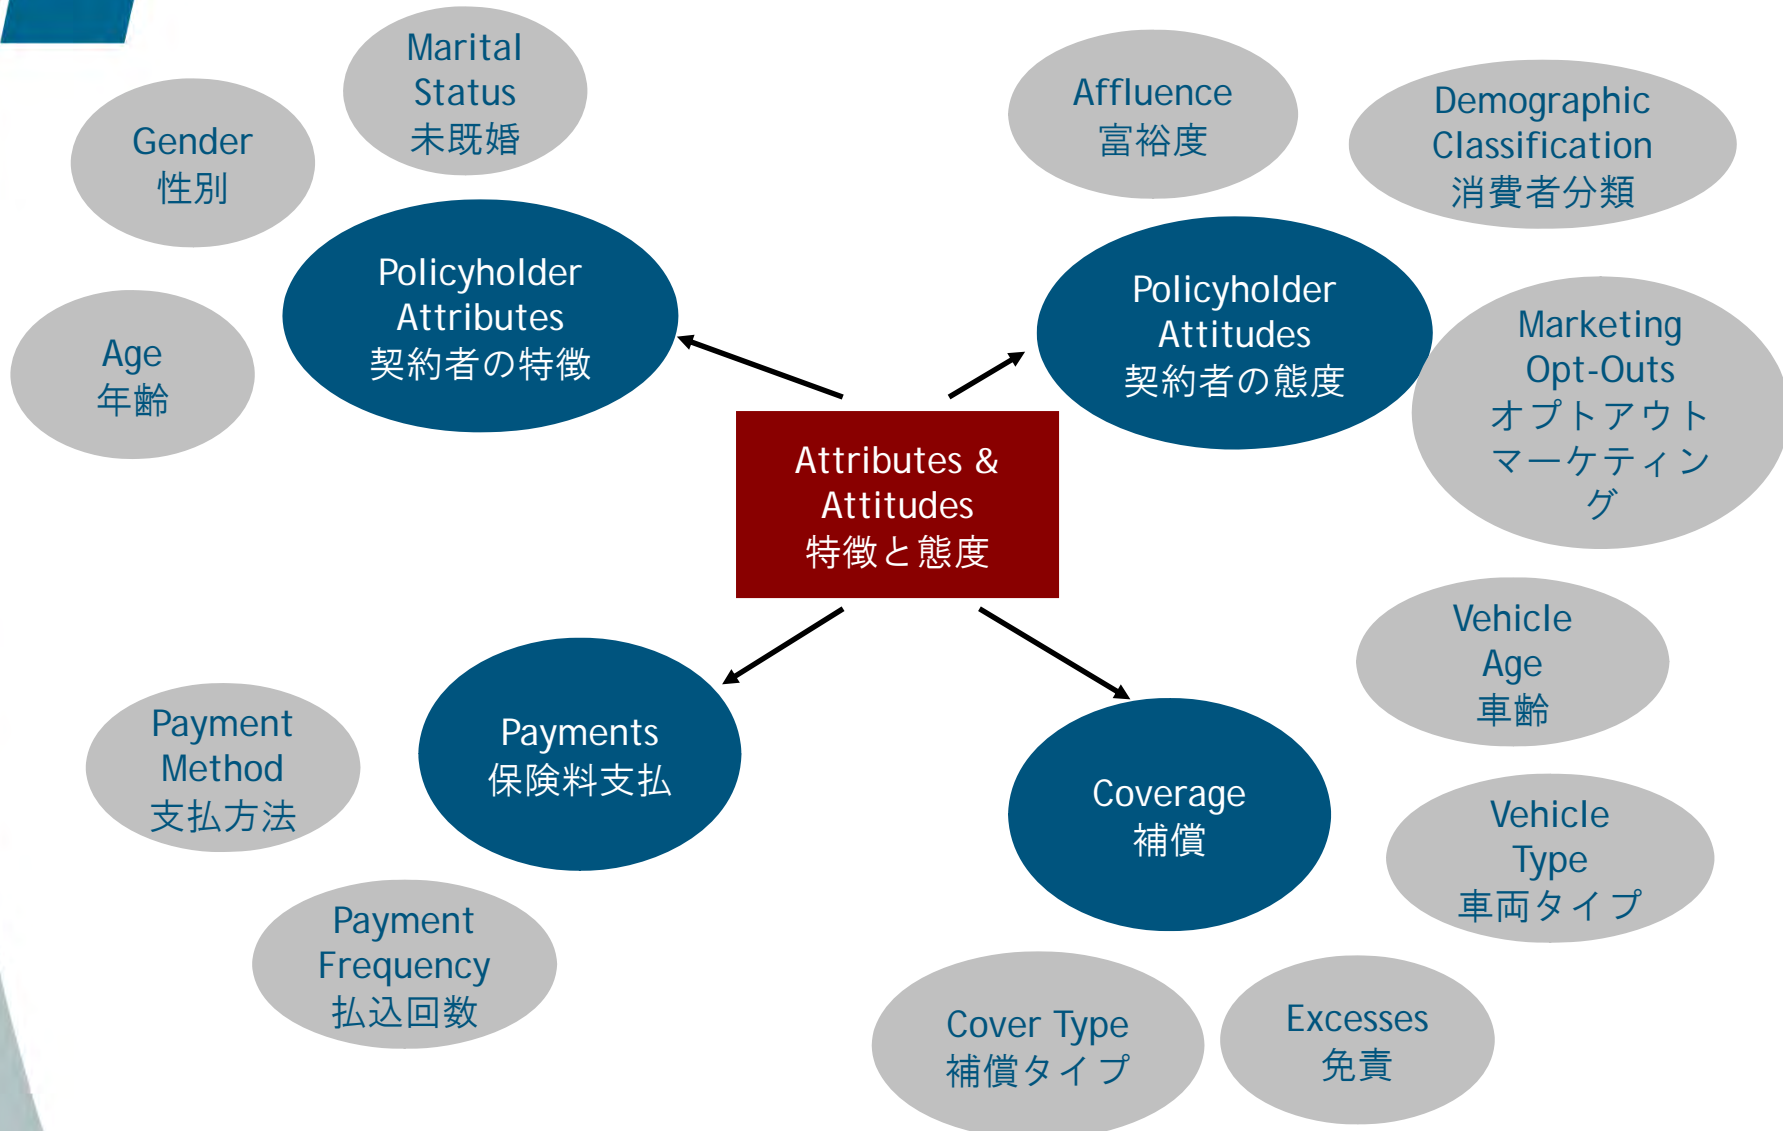 Marital
Status
未既婚
Gender
性別
Age
年齢
Policyholder
Attributes
契約者の特徴
Affluence
富裕度
Demographic
Classification
消費者分類
Policyholder
Attitudes
契約者の態度
Marketing
Opt-Outs
オプトアウト
マーケティン
グ
Attributes &
Attitudes
特徴と態度
Payment
Method
支払方法
Payments
保険料支払
Payment
Frequency
払込回数
Vehicle
Age
車齢
Coverage
補償
Vehicle
Type
車両タイプ
Cover Type
補償タイプ
Excesses
免責